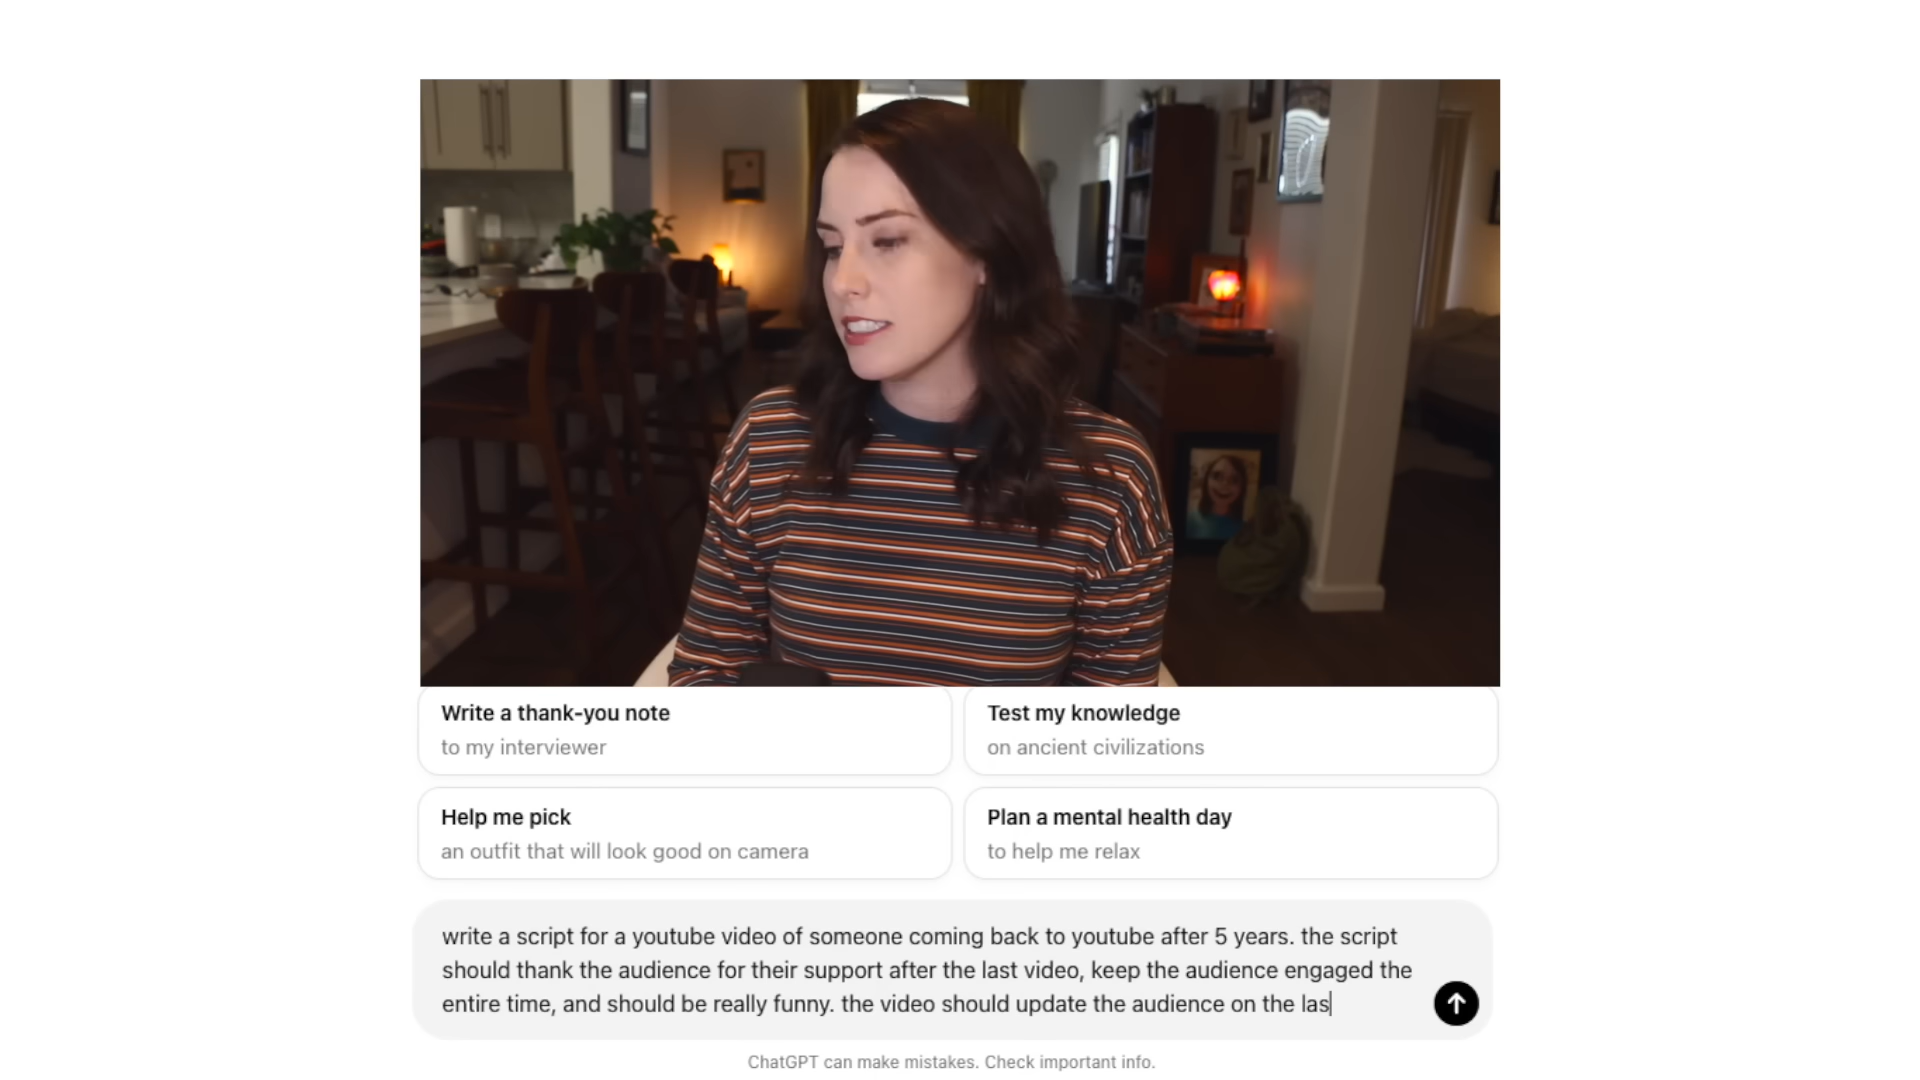 Write a thank-you note
to my interviewer
Test my knowledge
on ancient civilizations
Help me pick
an outfit that will look good on camera
Plan a mental health day
to help me relax
write a script for a youtube video of someone coming back to youtube after 5 years. the script
should thank the audience for their support after the last video, keep the audience engaged the
entire time, and should be really funny. the video should update the audience on the las
ChatGPT can make mistakes. Check important info.